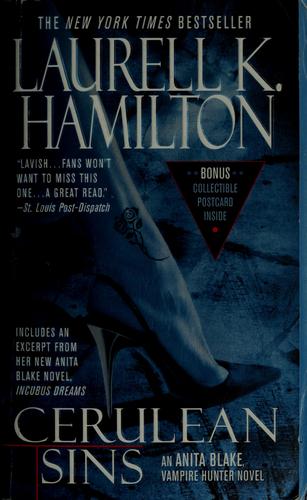 THE NEW YORK TIMES BESTSELLER
LAURELL K.
HAMILTON
"LAVISH...FANS WON'T
WANT TO MISS THIS
ONE...A GREAT READ."
—St. Louis Post-Dispatch
BONUS
COLLECTIBLE
POSTCARD
INSIDE
INCLUDES AN
EXCERPT FROM
HER NEW ANITA
BLAKE NOVEL,
INCUBUS DREAMS
CERULEAN
SINS
AN ANITA BLAKE,
VAMPIRE HUNTER NOVEL